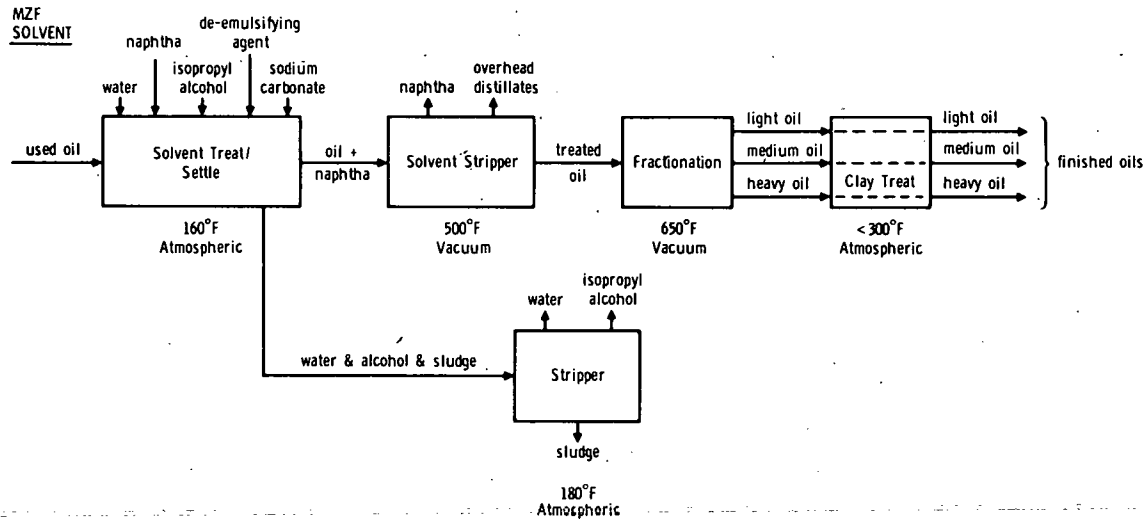 MZF
SOLVENT
naphtha
de-emulsifying
agent
water
isopropyl
alcohol
sodium
carbonate
used oil
Solvent Treat/
Settle
160°F
Atmospheric
oil +
naphtha
naphtha
overhead
distillates
Solvent Stripper
500°F
Vacuum
treated
oil
Fractionation
650°F
Vacuum
light oil
medium oil
heavy oil
Clay Treat
<300°F
Atmospheric
light oil
medium oil
heavy oil
finished oils
water & alcohol & sludge
water
isopropyl
alcohol
Stripper
sludge
180°F
Atmospheric